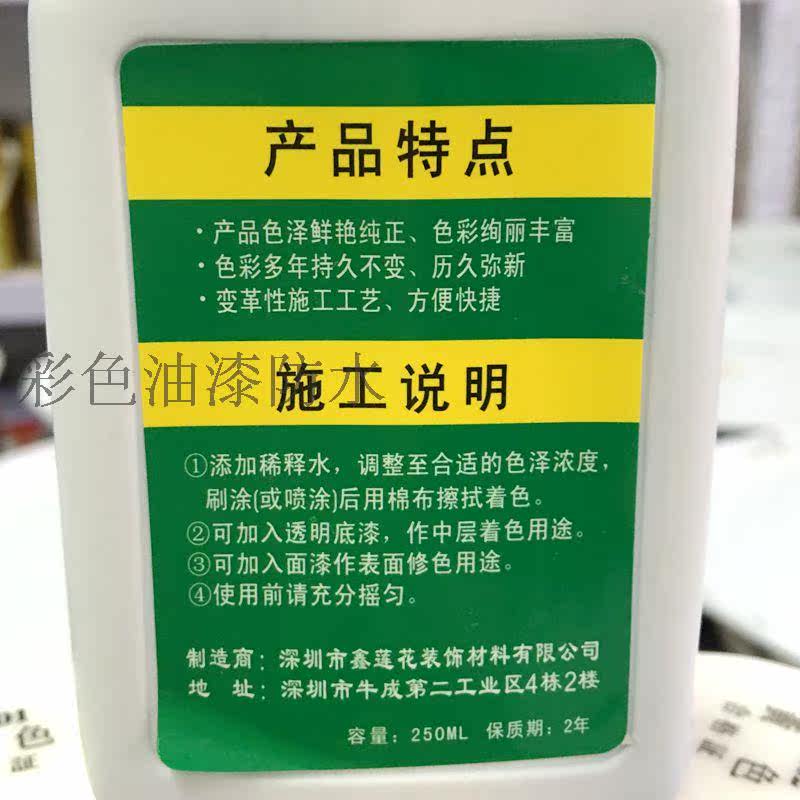 产品特点
·产品色泽鲜艳纯正、色彩绚丽丰富
·色彩多年持久不变、历久弥新
·变革性施工工艺、方便快捷
彩色油漆防水
施工说明
①添加稀释水，调整至合适的色泽浓度，
刷涂(或喷涂)后用棉布擦拭着色。
②可加入透明底漆，作中层着色用途。
③可加入面漆作表面修色用途。
④使用前请充分摇匀。
制造商：深圳市鑫莲花装饰材料有限公司
地 址：深圳市牛成第二工业区4栋2楼
容量：250ML 保质期：2年
色
証
色